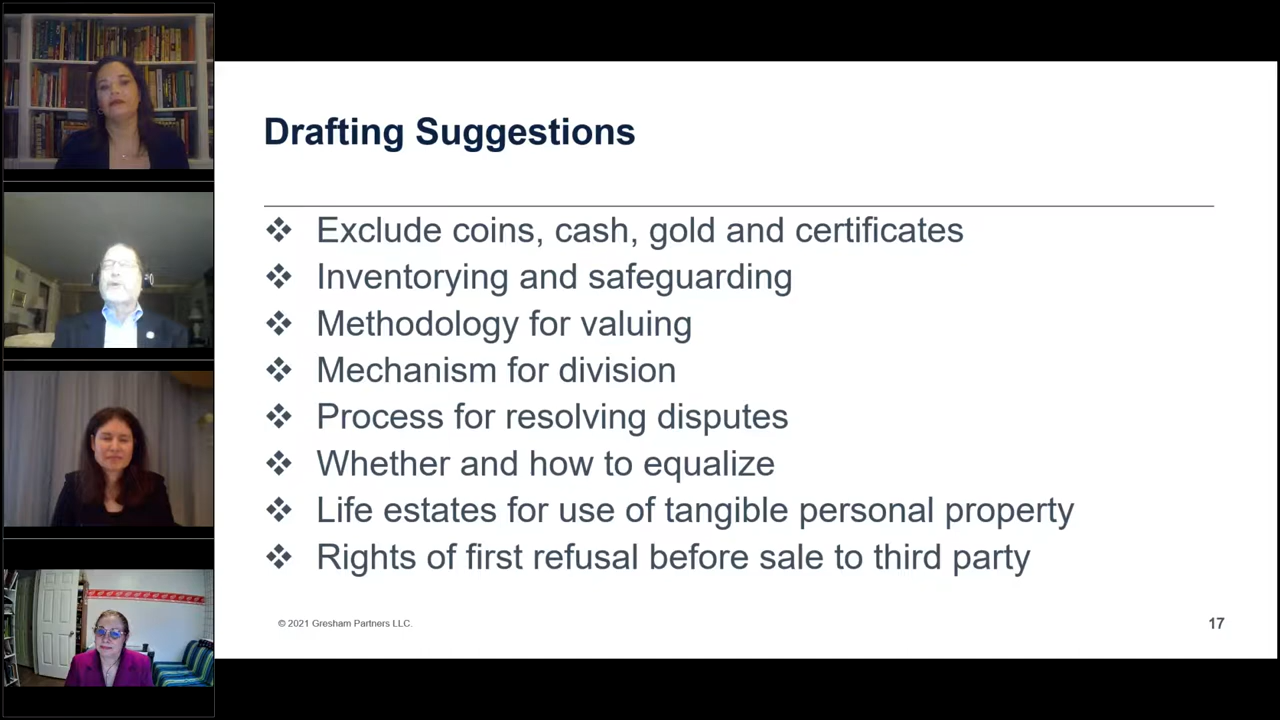 Drafting Suggestions
❖ Exclude coins, cash, gold and certificates
❖ Inventorying and safeguarding
❖ Methodology for valuing
❖ Mechanism for division
❖ Process for resolving disputes
❖ Whether and how to equalize
❖ Life estates for use of tangible personal property
❖ Rights of first refusal before sale to third party
© 2021 Gresham Partners LLC.
17